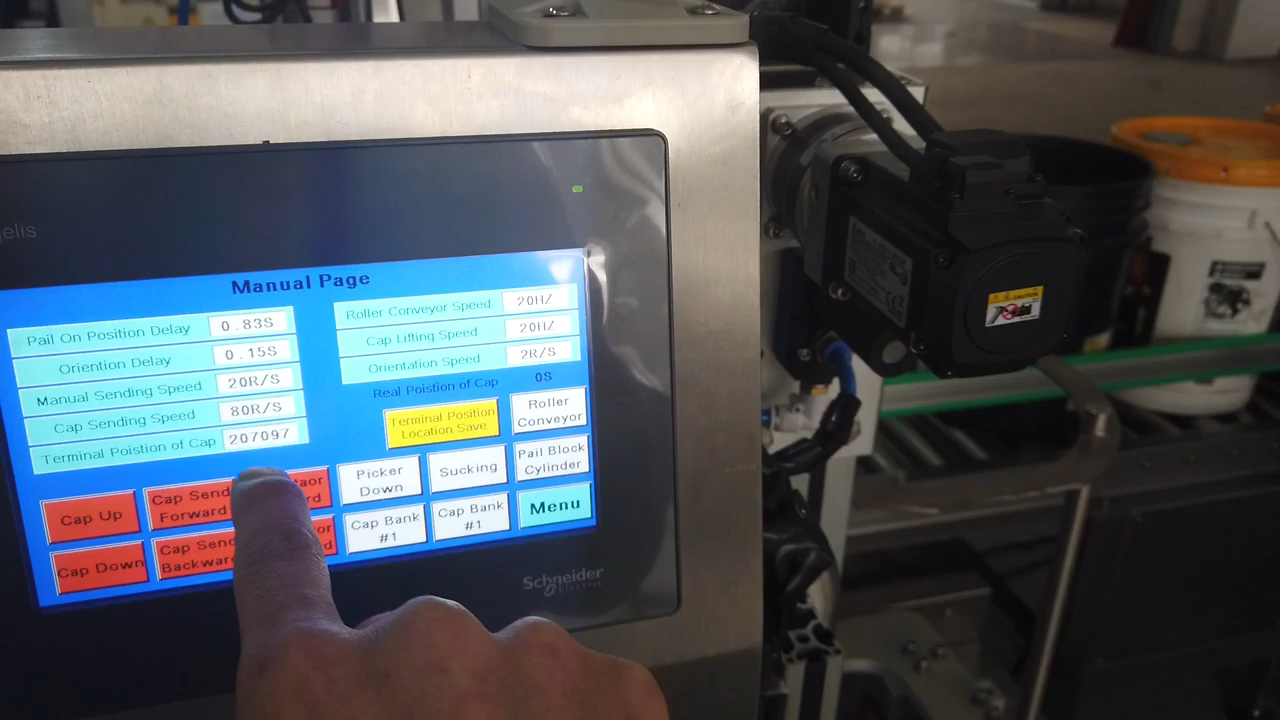 elis
Manual Page
Pail On Position Delay 0.83S
Oriention Delay 0.15S
Manual Sending Speed 20R/S
Cap Sending Speed 80R/S
Terminal Poistion of Cap 207097
Roller Conveyor Speed 20HZ
Cap Lifting Speed 20HZ
Orientation Speed 2R/S
Real Poistion of Cap 0S
Terminal Position
Location Save
Roller
Conveyor
Cap Up
Cap Send
Forward
Picker
Down
Sucking
Pail Block
Cylinder
Cap Down
Cap Send
Backward
Cap Bank
#1
Cap Bank
#1
Menu
Schneider
Electric
CAUTION